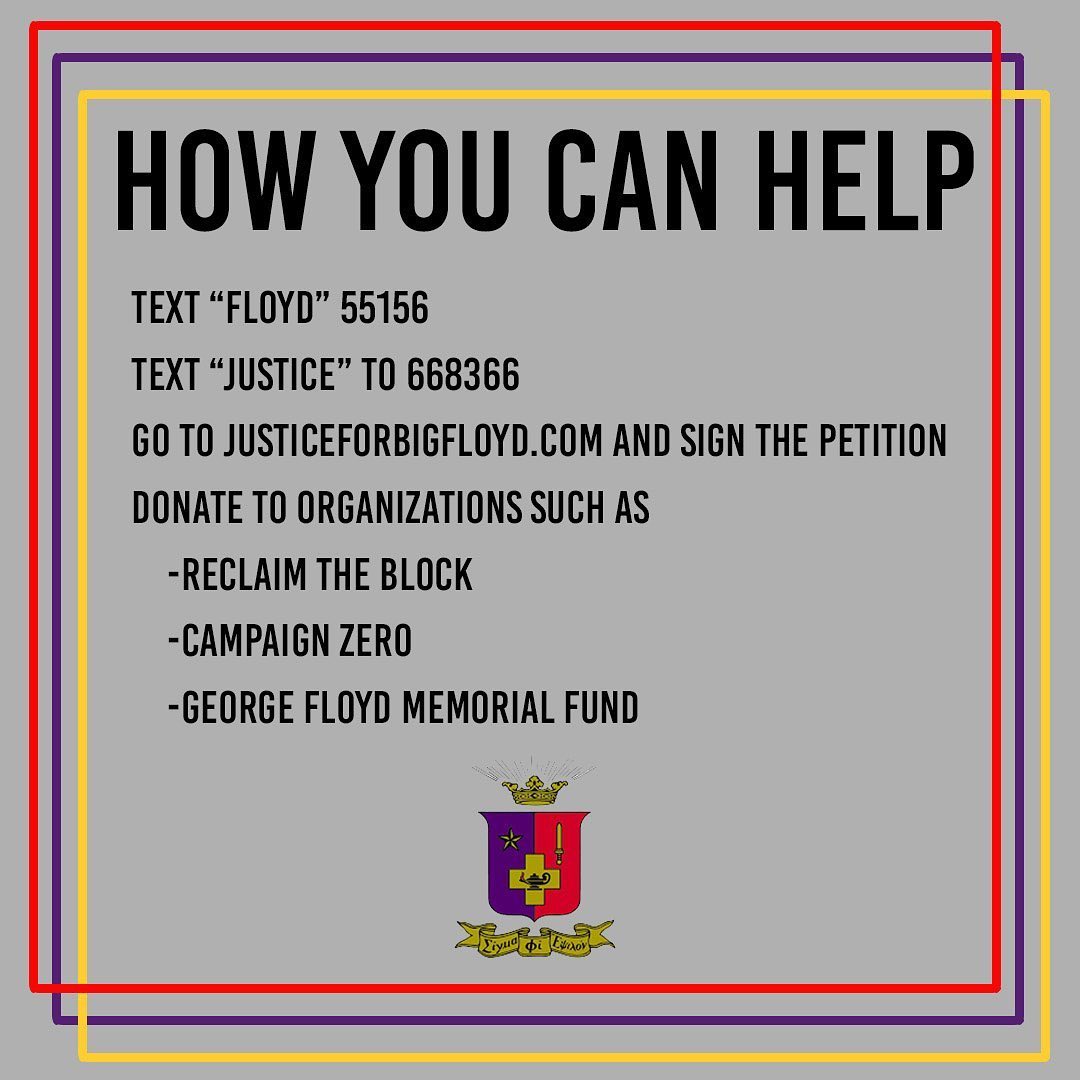 HOW YOU CAN HELP
TEXT “FLOYD” 55156
TEXT “JUSTICE” TO 668366
GO TO JUSTICEFORBIGFLOYD.COM AND SIGN THE PETITION
DONATE TO ORGANIZATIONS SUCH AS
-RECLAIM THE BLOCK
-CAMPAIGN ZERO
-GEORGE FLOYD MEMORIAL FUND
Σίγμα φι Εψιλον